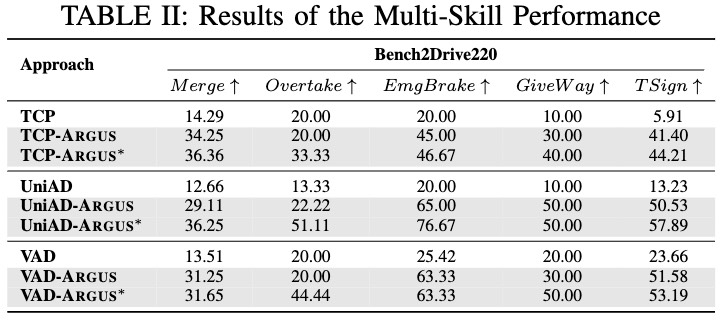 TABLE II: Results of the Multi-Skill Performance
Approach Bench2Drive220
Merge ↑ Overtake ↑ EmgBrake ↑ GiveWay ↑ TSign ↑
TCP 14.29 20.00 20.00 10.00 5.91
TCP-ARGUS 34.25 20.00 45.00 30.00 41.40
TCP-ARGUS* 36.36 33.33 46.67 40.00 44.21
UniAD 12.66 13.33 20.00 10.00 13.23
UniAD-ARGUS 29.11 22.22 65.00 50.00 50.53
UniAD-ARGUS* 36.25 51.11 76.67 50.00 57.89
VAD 13.51 20.00 25.42 20.00 23.66
VAD-ARGUS 31.25 20.00 63.33 30.00 51.58
VAD-ARGUS* 31.65 44.44 63.33 50.00 53.19